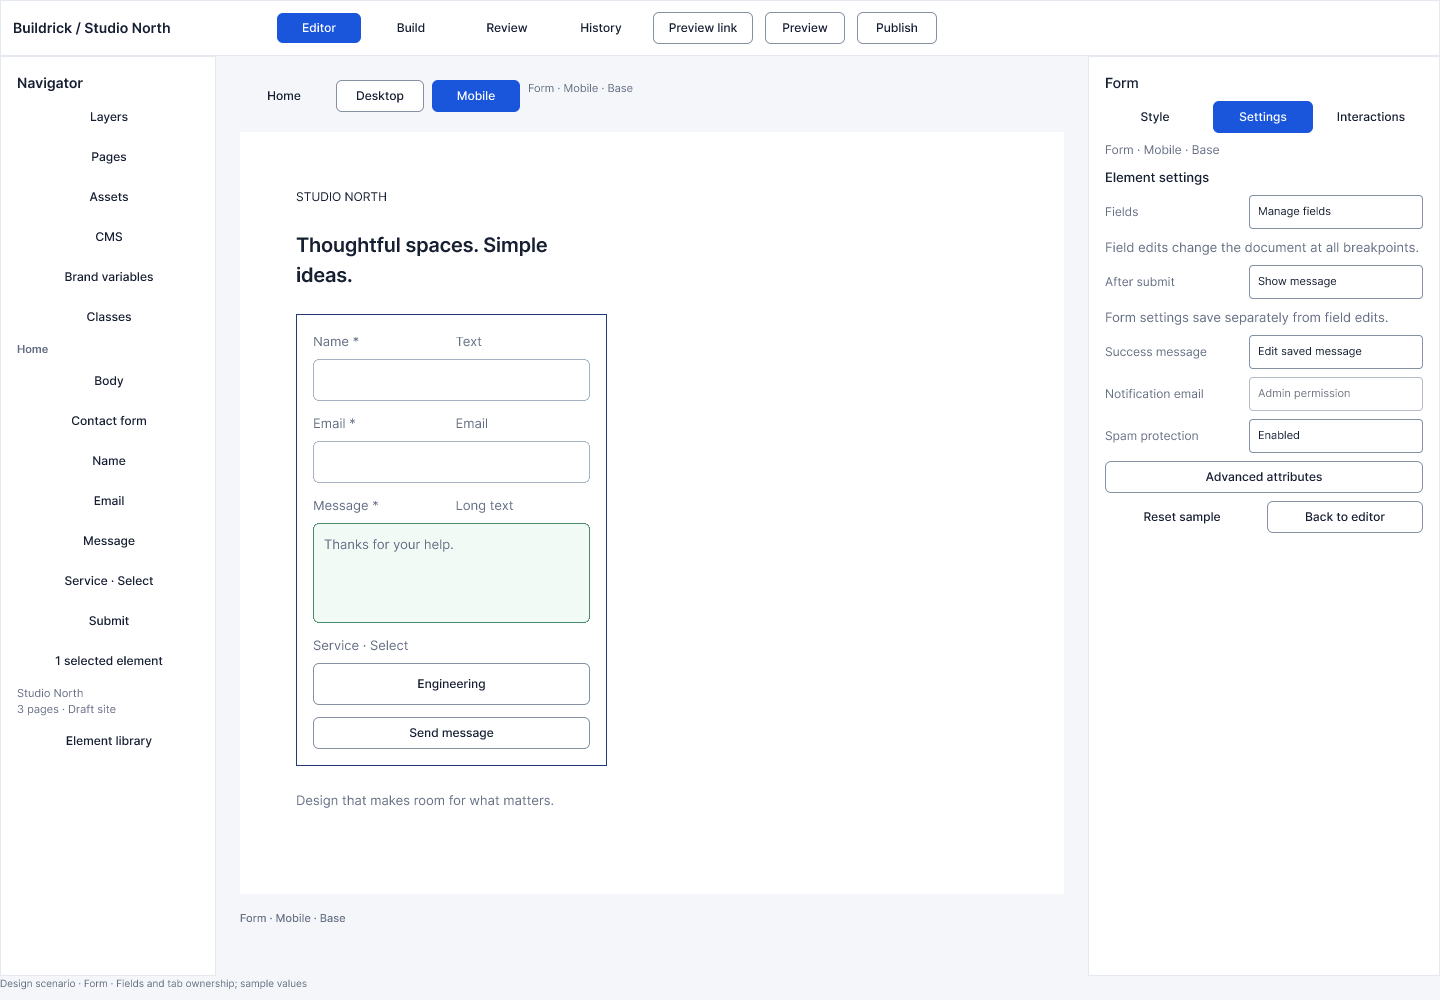 Buildrick / Studio North
Editor
Build
Review
History
Preview link
Preview
Publish
Navigator
Layers
Pages
Assets
CMS
Brand variables
Classes
Home
Body
Contact form
Name
Email
Message
Service · Select
Submit
1 selected element
Studio North
3 pages · Draft site
Element library
Home
Desktop
Mobile
Form · Mobile · Base
STUDIO NORTH
Thoughtful spaces. Simple
ideas.
Name *
Text
Email *
Email
Message *
Long text
Thanks for your help.
Service · Select
Engineering
Send message
Design that makes room for what matters.
Form · Mobile · Base
Form
Style
Settings
Interactions
Form · Mobile · Base
Element settings
Fields
Manage fields
Field edits change the document at all breakpoints.
After submit
Show message
Form settings save separately from field edits.
Success message
Edit saved message
Notification email
Admin permission
Spam protection
Enabled
Advanced attributes
Reset sample
Back to editor
Design scenario · Form · Fields and tab ownership; sample values